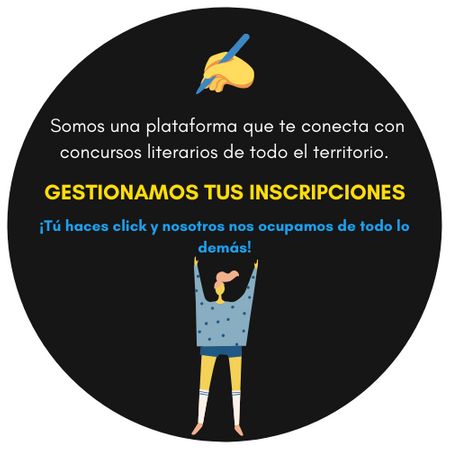 Somos una plataforma que te conecta con
concursos literarios de todo el territorio.
GESTIONAMOS TUS INSCRIPCIONES
¡Tú haces click y nosotros nos ocupamos de todo lo
demás!